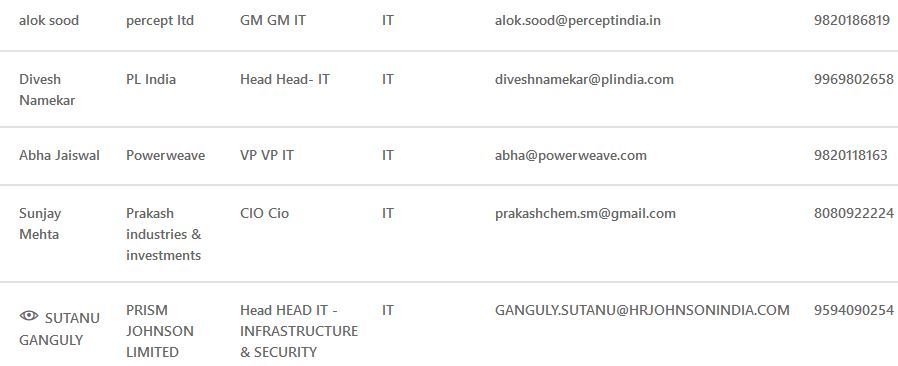 alok sood percept ltd GM GM IT IT alok.sood@perceptindia.in 9820186819
Divesh PL India Head Head- IT IT diveshnamekar@plindia.com 9969802658
Namekar
Abha Jaiswal Powerweave VP VP IT IT abha@powerweave.com 9820118163
Sunjay Prakash CIO Cio IT prakashchem.sm@gmail.com 8080922224
Mehta industries &
investments
SUTANU PRISM Head HEAD IT - IT GANGULY.SUTANU@HRJOHNSONINDIA.COM 9594090254
GANGULY JOHNSON INFRASTRUCTURE
LIMITED & SECURITY